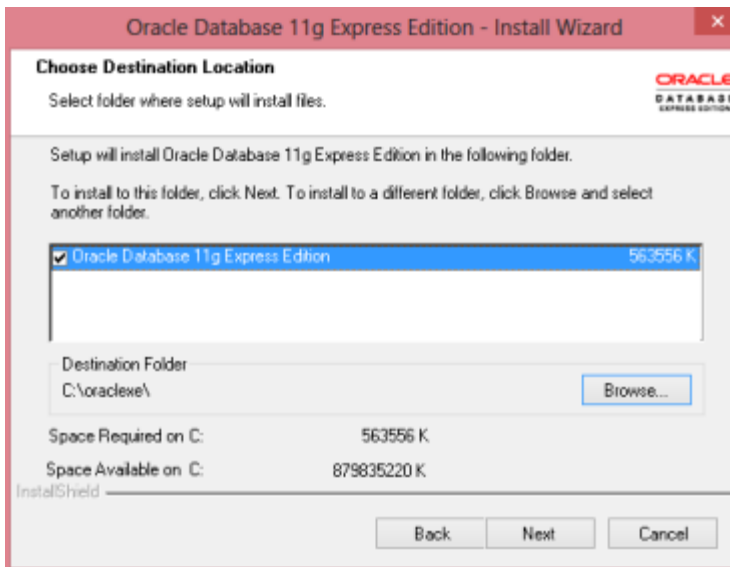 Oracle Database 11g Express Edition - Install Wizard
Choose Destination Location
Select folder where setup will install files.
ORACLE
DATABASE
EXPRESS EDITION
Setup will install Oracle Database 11g Express Edition in the following folder.
To install to this folder, click Next. To install to a different folder, click Browse and select
another folder.
Oracle Database 11g Express Edition 563556 K
Destination Folder
C:\oraclexe\
Browse...
Space Required on C: 563556 K
Space Available on C: 879835220 K
InstallShield
Back Next Cancel